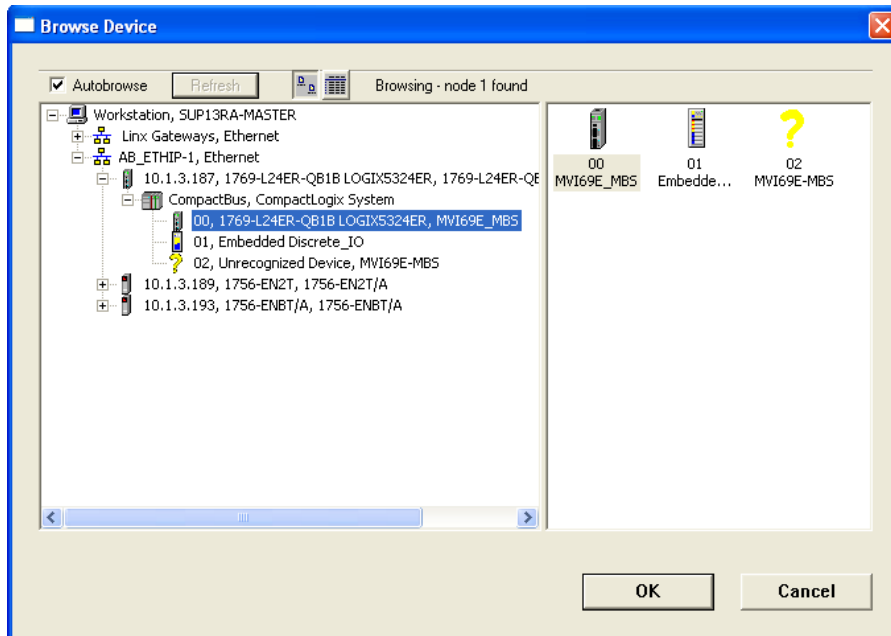 Browse Device
Autobrowse Refresh Browsing - node 1 found
Workstation, SUP13RA-MASTER
Linx Gateways, Ethernet
AB_ETHIP-1, Ethernet
10.1.3.187, 1769-L24ER-QB1B LOGIX5324ER, 1769-L24ER-QE
CompactBus, CompactLogix System
00, 1769-L24ER-QB1B LOGIX5324ER, MVI69E_MBS
01, Embedded Discrete_IO
02, Unrecognized Device, MVI69E-MBS
10.1.3.189, 1756-EN2T, 1756-EN2T/A
10.1.3.193, 1756-ENBT/A, 1756-ENBT/A
00 01 02
MVI69E_MBS Embedde... MVI69E-MBS
OK Cancel